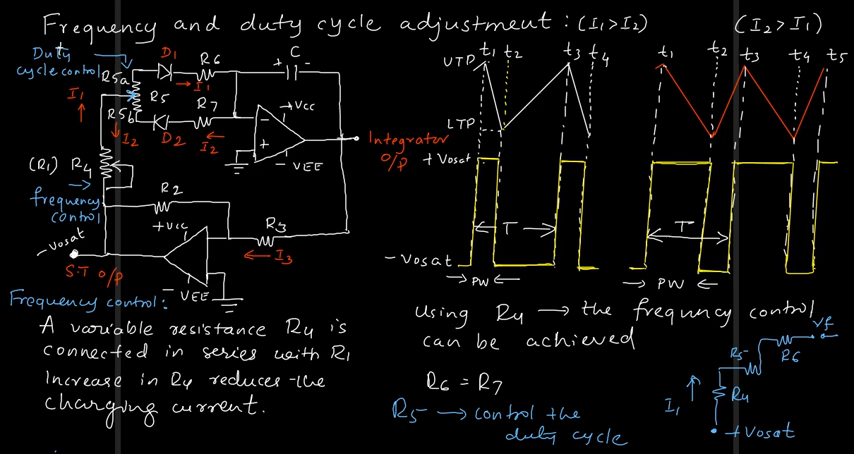 Frequency and duty cycle adjustment : (I1>I2) (I2 > I1)
Duty
cycle control
D1
R6
C
+ -
R5a
I1
I1
R5
R7
R5b
+Vcc
-
+
D2
I2
I2
-VEE
Integrator
O/P
(R1) R4
frequency
control
R2
+Vcc
R3
I3
-Vosat
S.T O/P
-VEE
t1 t2 t3 t4
t1 t2 t3 t4 t5
UTP
LTP
+Vosat
T
T
-Vosat
PW
PW
Frequency control :
A variable resistance R4 is
connected in series with R1
Increase in R4 reduces the
charging current.
Using R4 → the frequency control
can be achieved
R6 = R7
R5 → control the
duty cycle
Vf
R5
R6
I1
R4
+Vosat